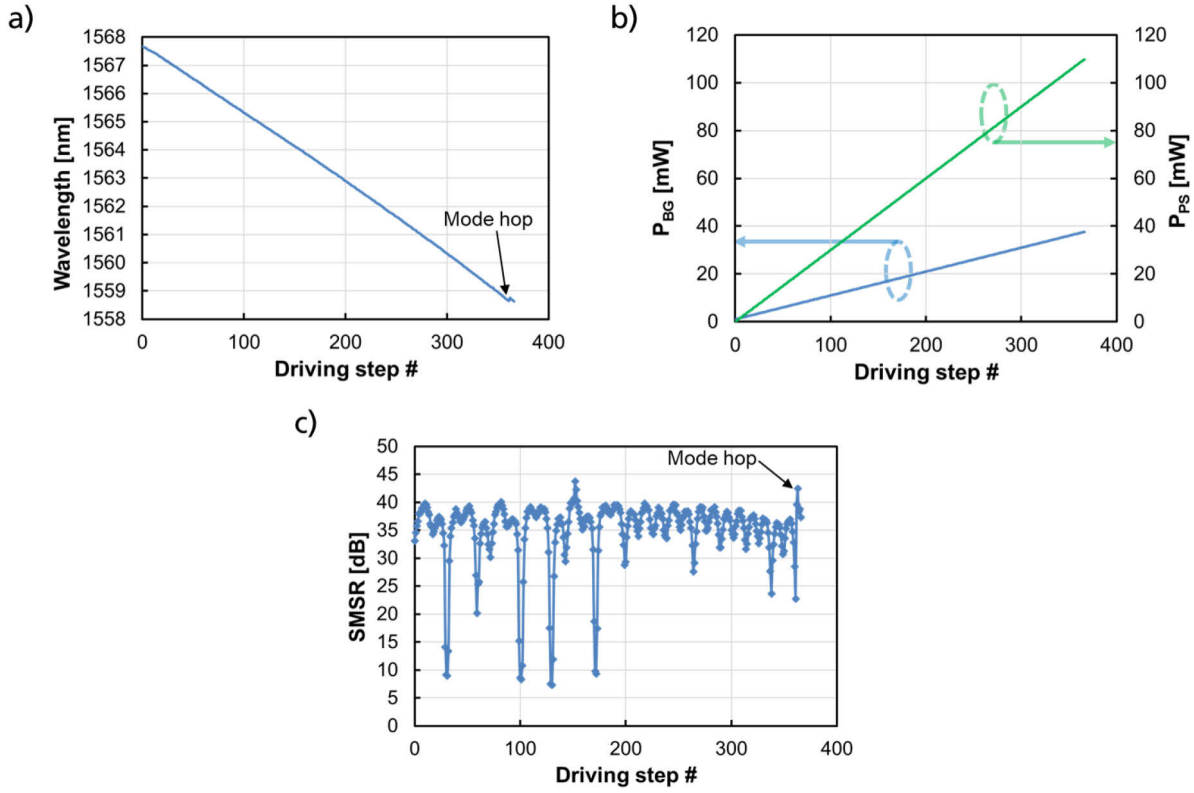 a)
1568
1567
1566
1565
1564
1563
1562
1561
1560
1559
1558
0 100 200 300 400
Wavelength [nm]
Driving step #
Mode hop
b)
120
100
80
60
40
20
0
120
100
80
60
40
20
0
0 100 200 300 400
P_BG [mW]
P_PS [mW]
Driving step #
c)
50
45
40
35
30
25
20
15
10
5
0
0 100 200 300 400
SMSR [dB]
Driving step #
Mode hop